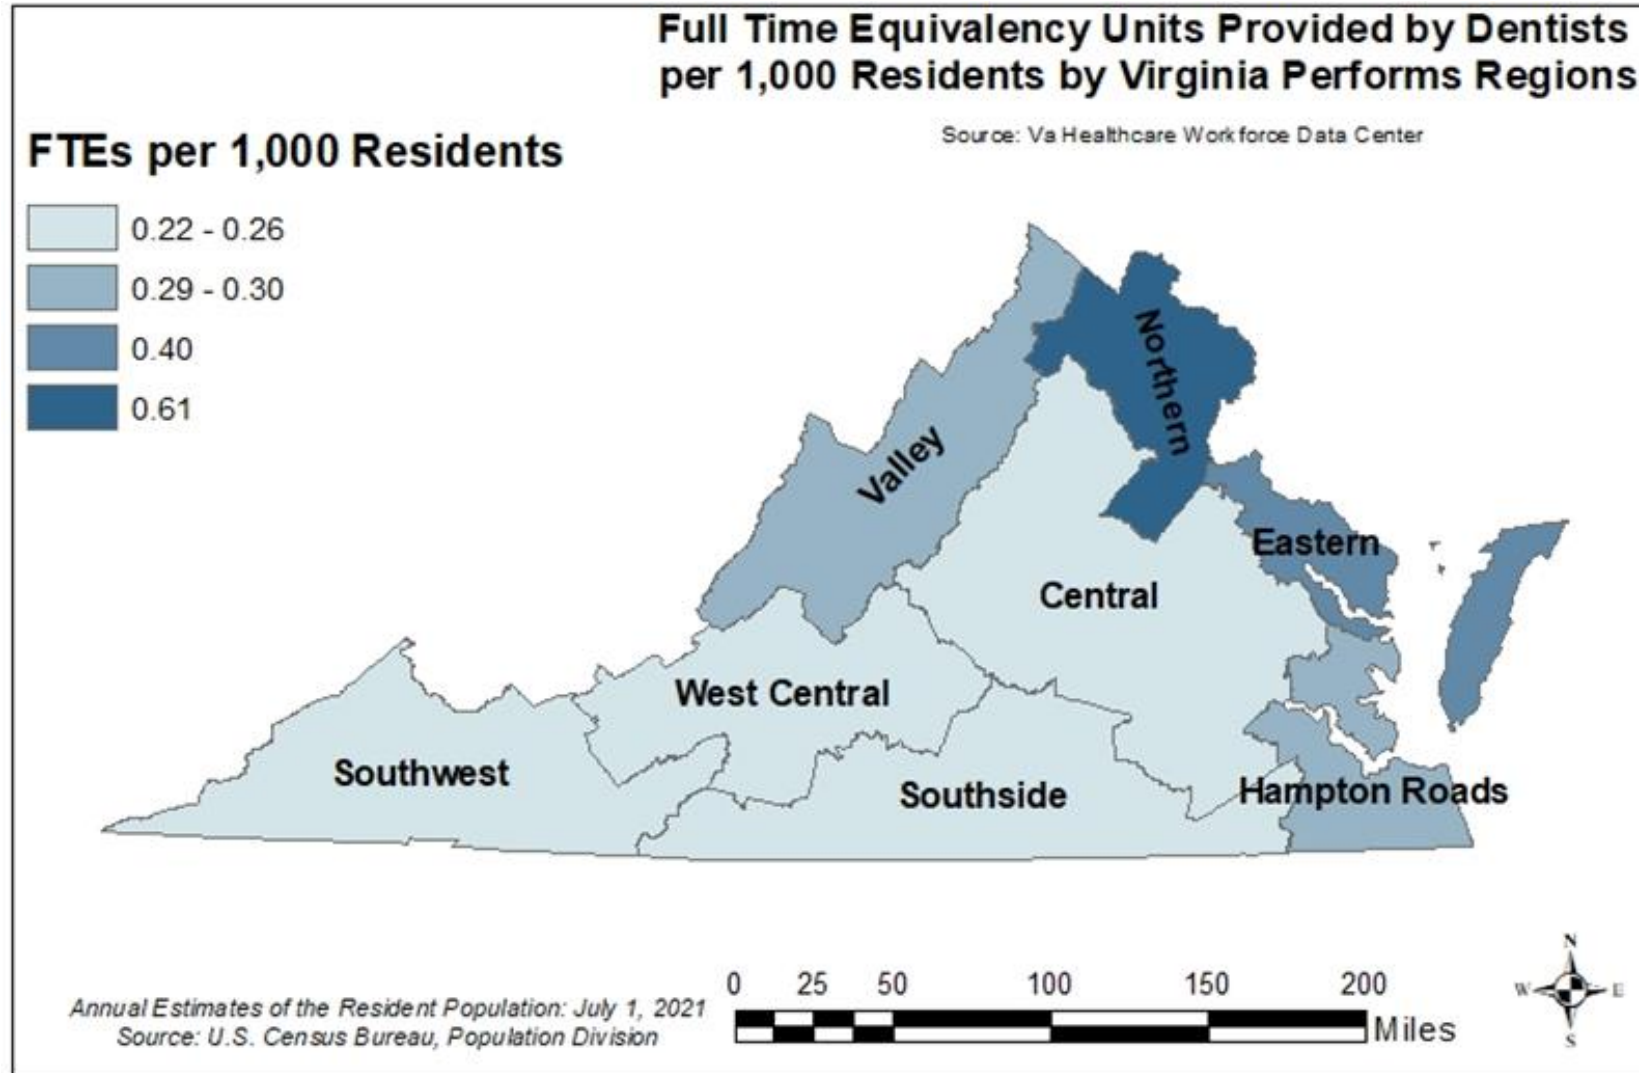 Full Time Equivalency Units Provided by Dentists
per 1,000 Residents by Virginia Performs Regions
Source: Va Healthcare Workforce Data Center
FTEs per 1,000 Residents
0.22 - 0.26
0.29 - 0.30
0.40
0.61
Northern
Valley
Eastern
Central
West Central
Southwest
Southside
Hampton Roads
Annual Estimates of the Resident Population: July 1, 2021
Source: U.S. Census Bureau, Population Division
0 25 50 100 150 200
Miles
N
W E
S